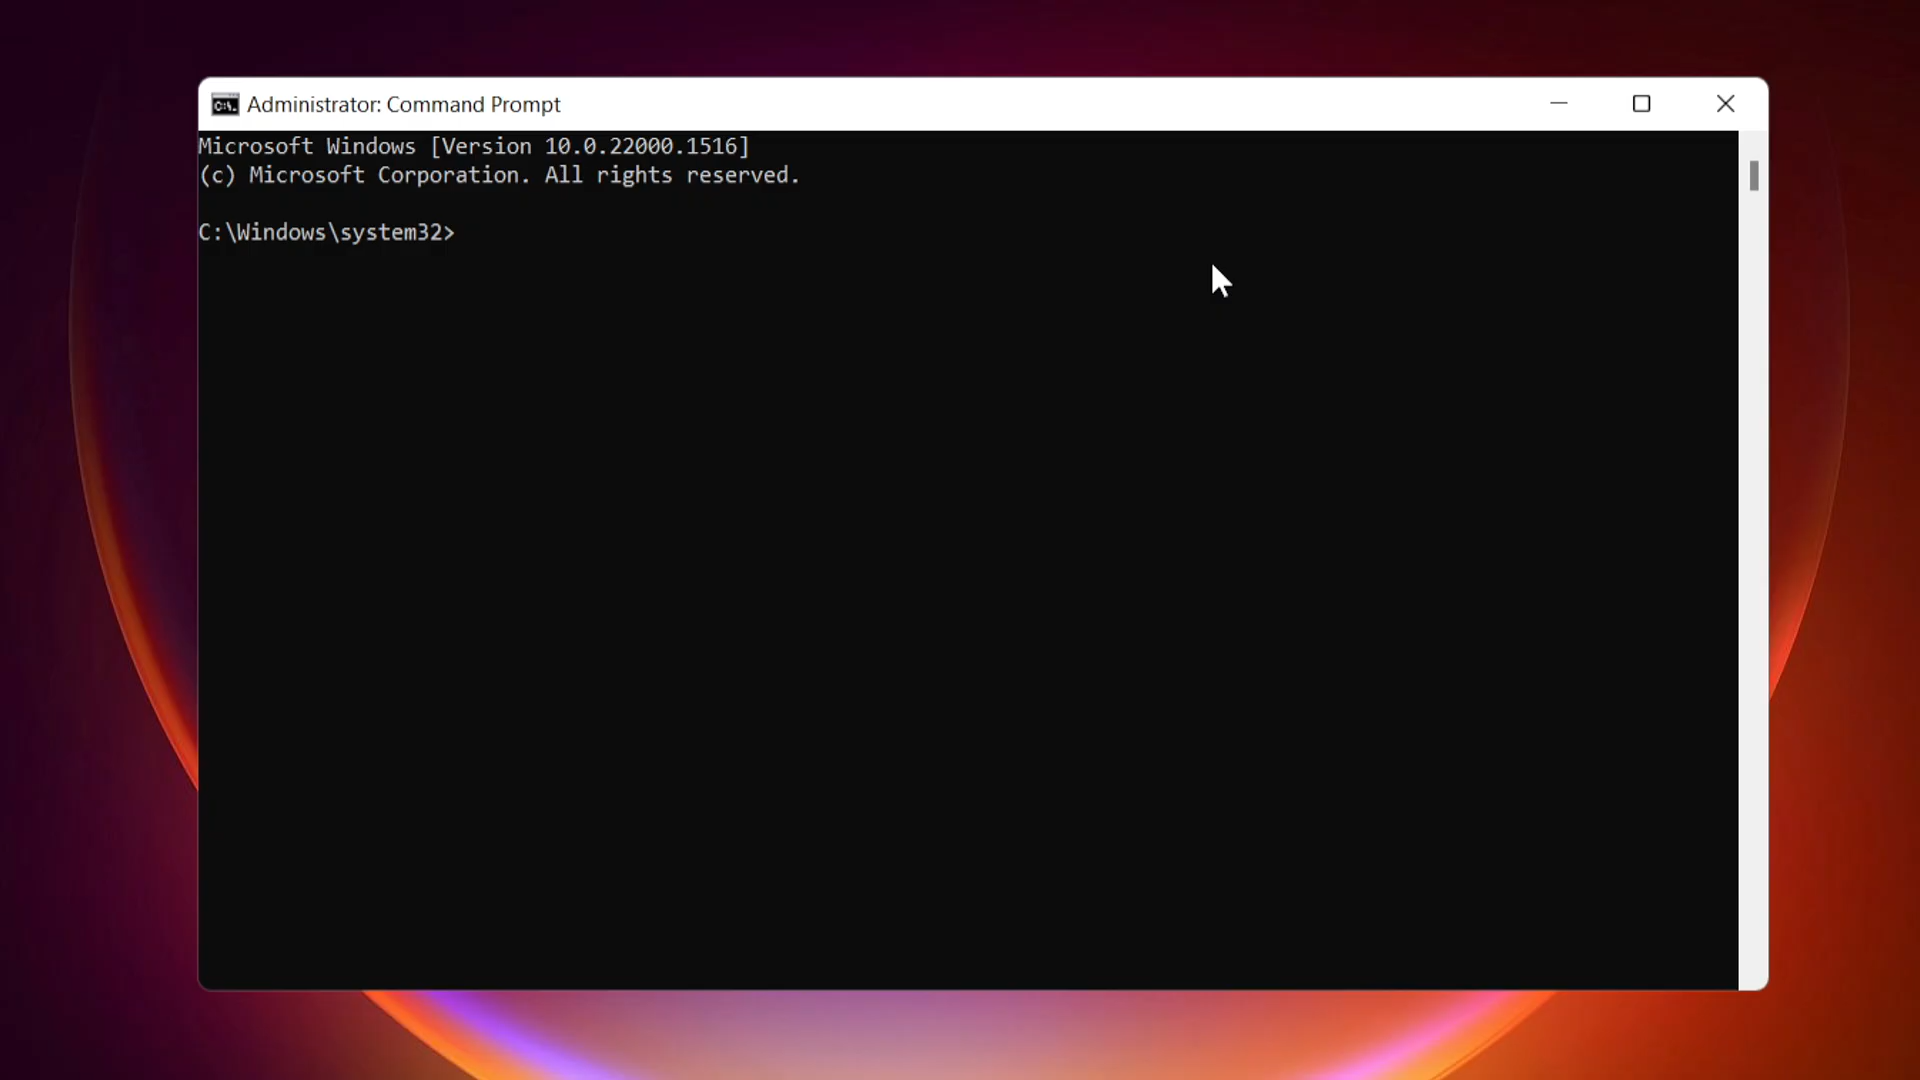 Administrator: Command Prompt
Microsoft Windows [Version 10.0.22000.1516]
(c) Microsoft Corporation. All rights reserved.
C:\Windows\system32>